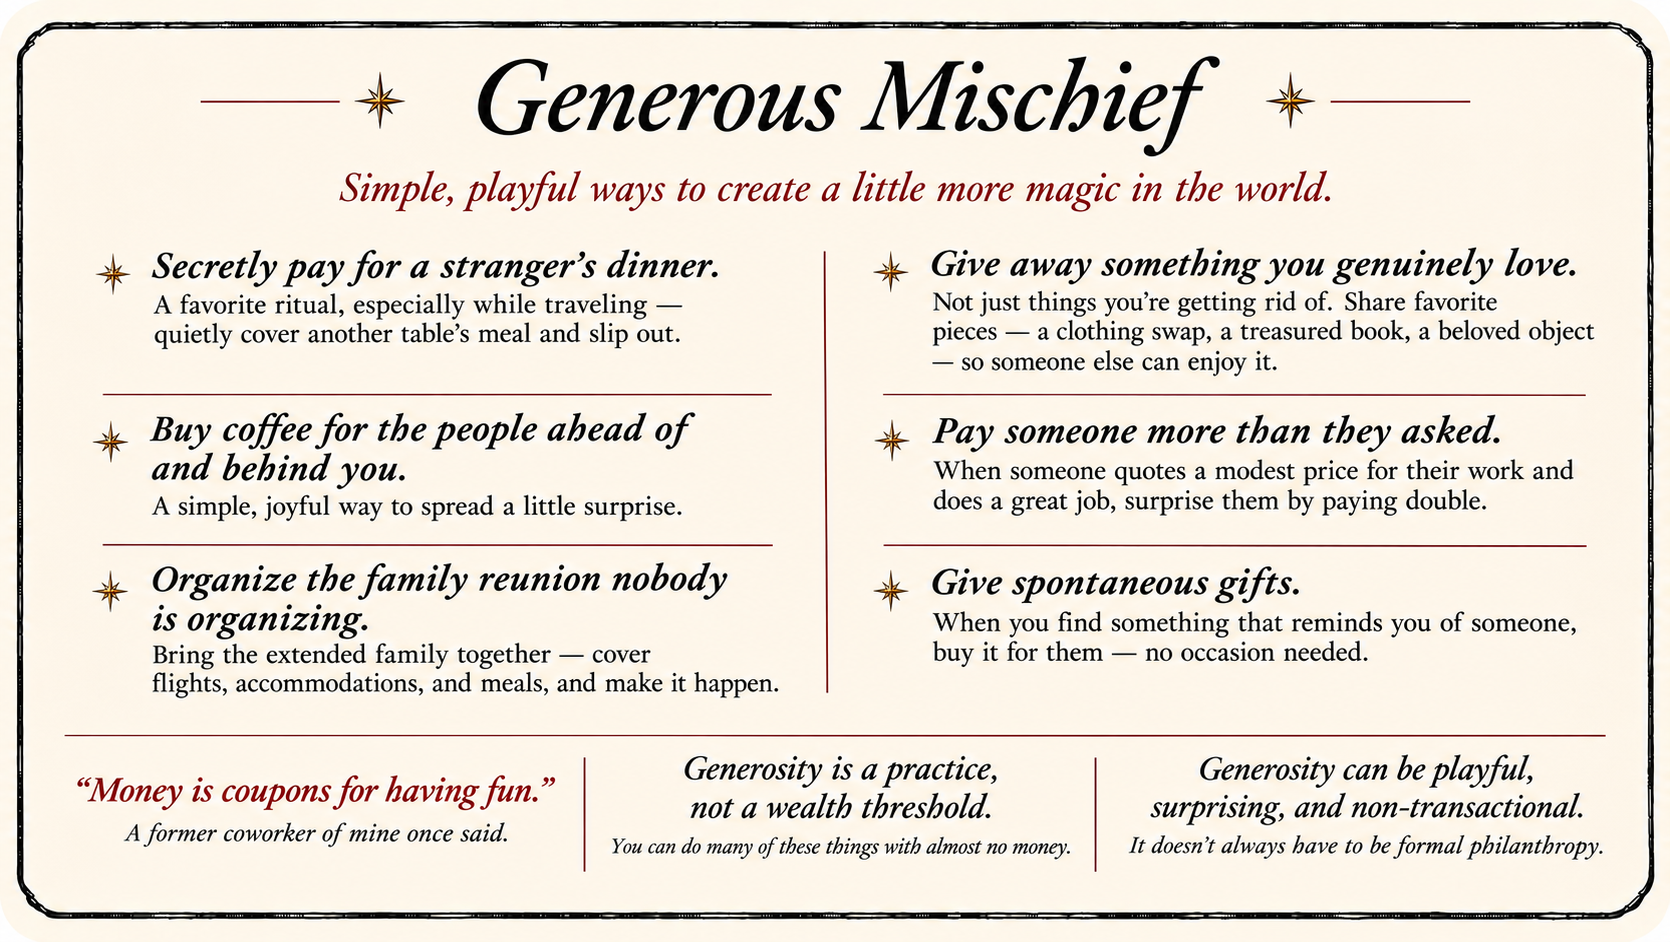 Generous Mischief
Simple, playful ways to create a little more magic in the world.
Secretly pay for a stranger’s dinner.
A favorite ritual, especially while traveling —
quietly cover another table’s meal and slip out.
Buy coffee for the people ahead of
and behind you.
A simple, joyful way to spread a little surprise.
Organize the family reunion nobody
is organizing.
Bring the extended family together — cover
flights, accommodations, and meals, and make it happen.
Give away something you genuinely love.
Not just things you’re getting rid of. Share favorite
pieces — a clothing swap, a treasured book, a beloved object
— so someone else can enjoy it.
Pay someone more than they asked.
When someone quotes a modest price for their work and
does a great job, surprise them by paying double.
Give spontaneous gifts.
When you find something that reminds you of someone,
buy it for them — no occasion needed.
“Money is coupons for having fun.”
A former coworker of mine once said.
Generosity is a practice,
not a wealth threshold.
You can do many of these things with almost no money.
Generosity can be playful,
surprising, and non-transactional.
It doesn’t always have to be formal philanthropy.